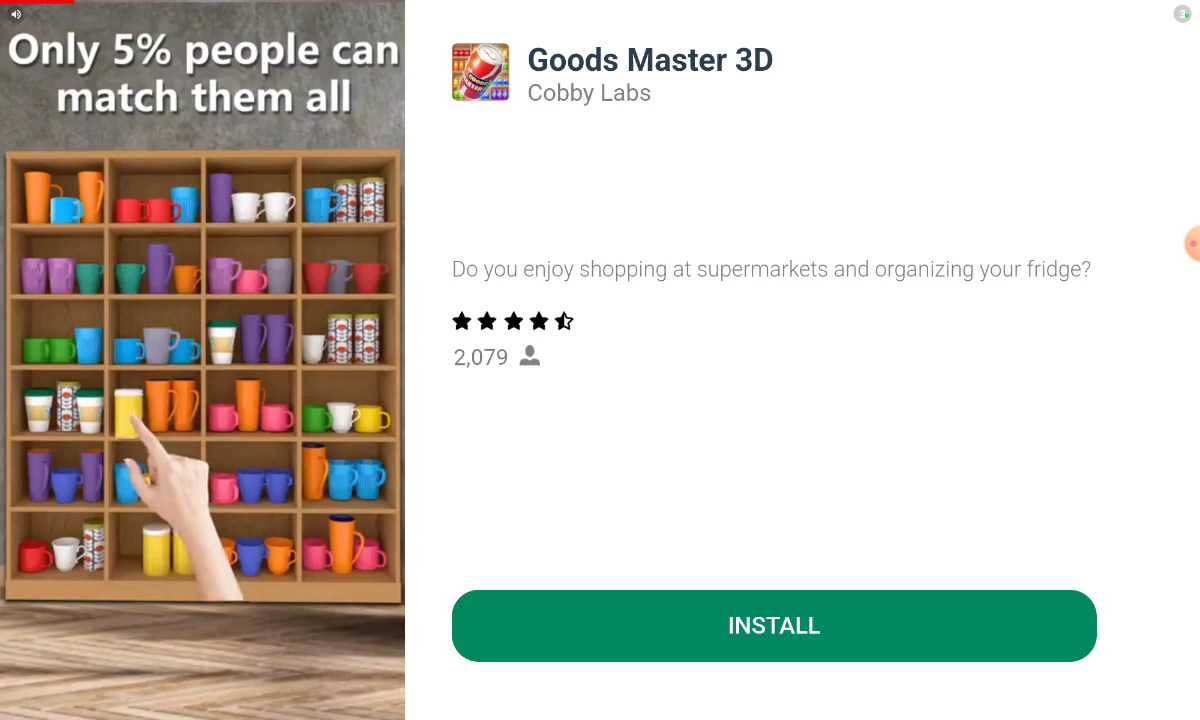 Only 5% people can
match them all
Goods Master 3D
Cobby Labs
Do you enjoy shopping at supermarkets and organizing your fridge?
2,079
INSTALL